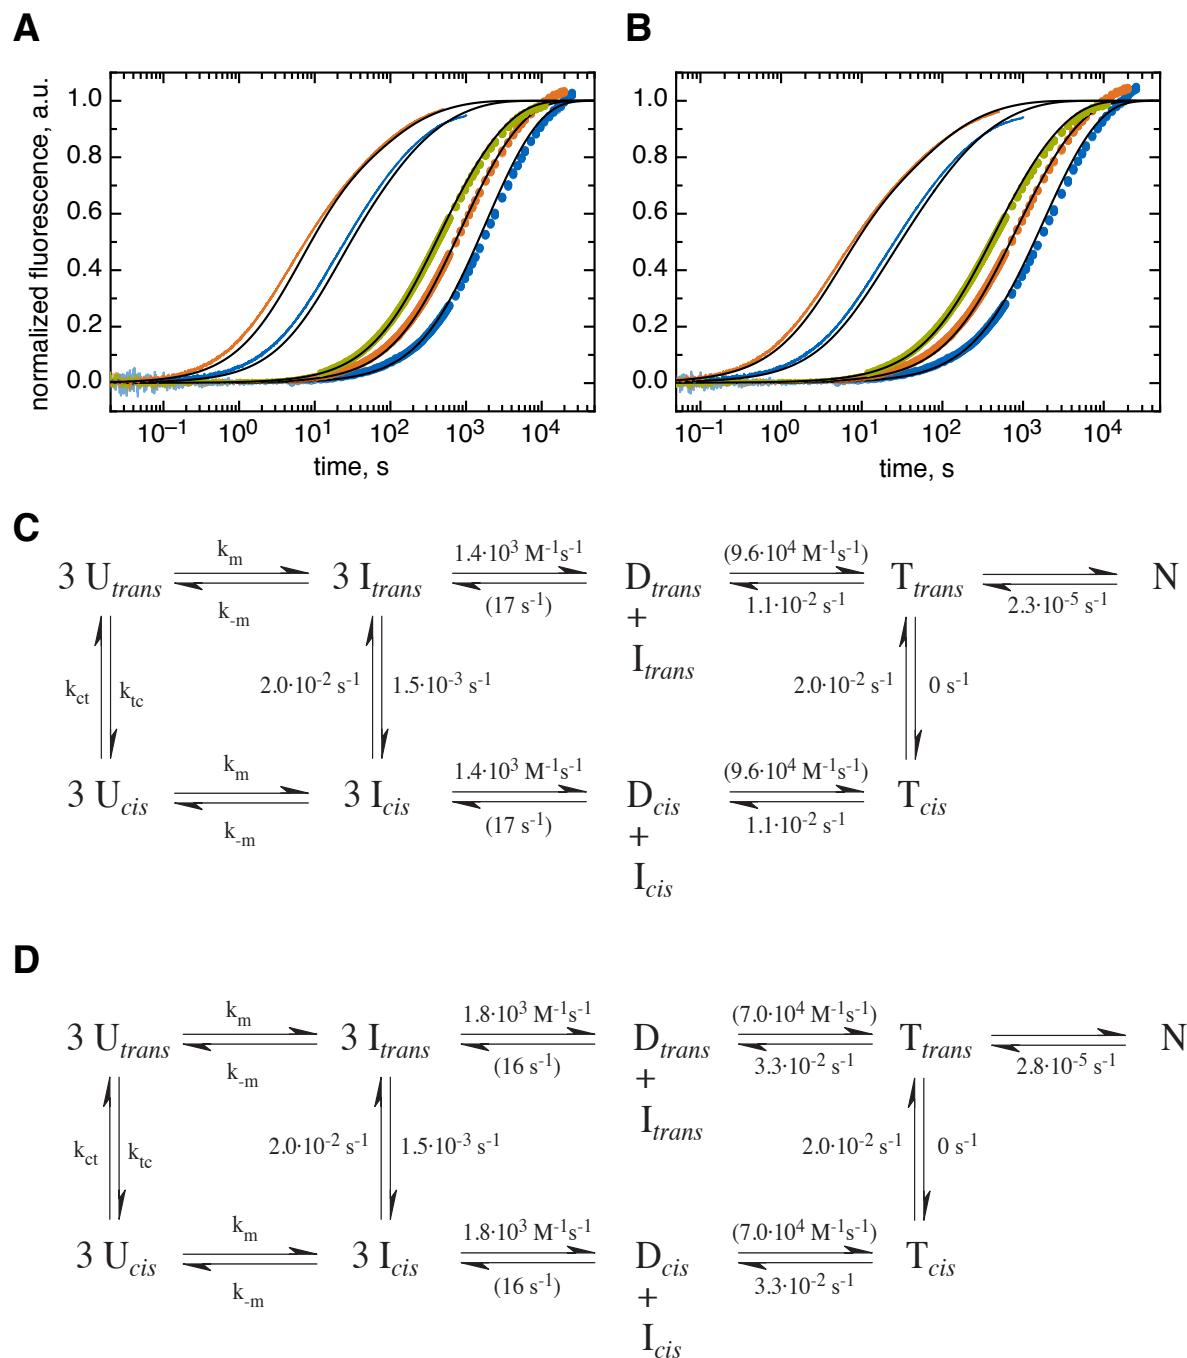 A B
normalized fluorescence, a.u.
1.0 1.0
0.8 0.8
0.6 0.6
0.4 0.4
0.2 0.2
0.0 0.0
10⁻¹ 10⁰ 10¹ 10² 10³ 10⁴ 10⁻¹ 10⁰ 10¹ 10² 10³ 10⁴
time, s time, s
C
kₘ 1.4·10³ M⁻¹s⁻¹ (9.6·10⁴ M⁻¹s⁻¹)
3 Utrans 3 Itrans Dtrans Ttrans N
k₋ₘ (17 s⁻¹) 1.1·10⁻² s⁻¹ 2.3·10⁻⁵ s⁻¹
+
Itrans
kct ktc 2.0·10⁻² s⁻¹ 1.5·10⁻³ s⁻¹ 2.0·10⁻² s⁻¹ 0 s⁻¹
kₘ 1.4·10³ M⁻¹s⁻¹ (9.6·10⁴ M⁻¹s⁻¹)
3 Ucis 3 Icis Dcis Tcis
k₋ₘ (17 s⁻¹) 1.1·10⁻² s⁻¹
+
Icis
D
kₘ 1.8·10³ M⁻¹s⁻¹ (7.0·10⁴ M⁻¹s⁻¹)
3 Utrans 3 Itrans Dtrans Ttrans N
k₋ₘ (16 s⁻¹) 3.3·10⁻² s⁻¹ 2.8·10⁻⁵ s⁻¹
+
Itrans
kct ktc 2.0·10⁻² s⁻¹ 1.5·10⁻³ s⁻¹ 2.0·10⁻² s⁻¹ 0 s⁻¹
kₘ 1.8·10³ M⁻¹s⁻¹ (7.0·10⁴ M⁻¹s⁻¹)
3 Ucis 3 Icis Dcis Tcis
k₋ₘ (16 s⁻¹) 3.3·10⁻² s⁻¹
+
Icis